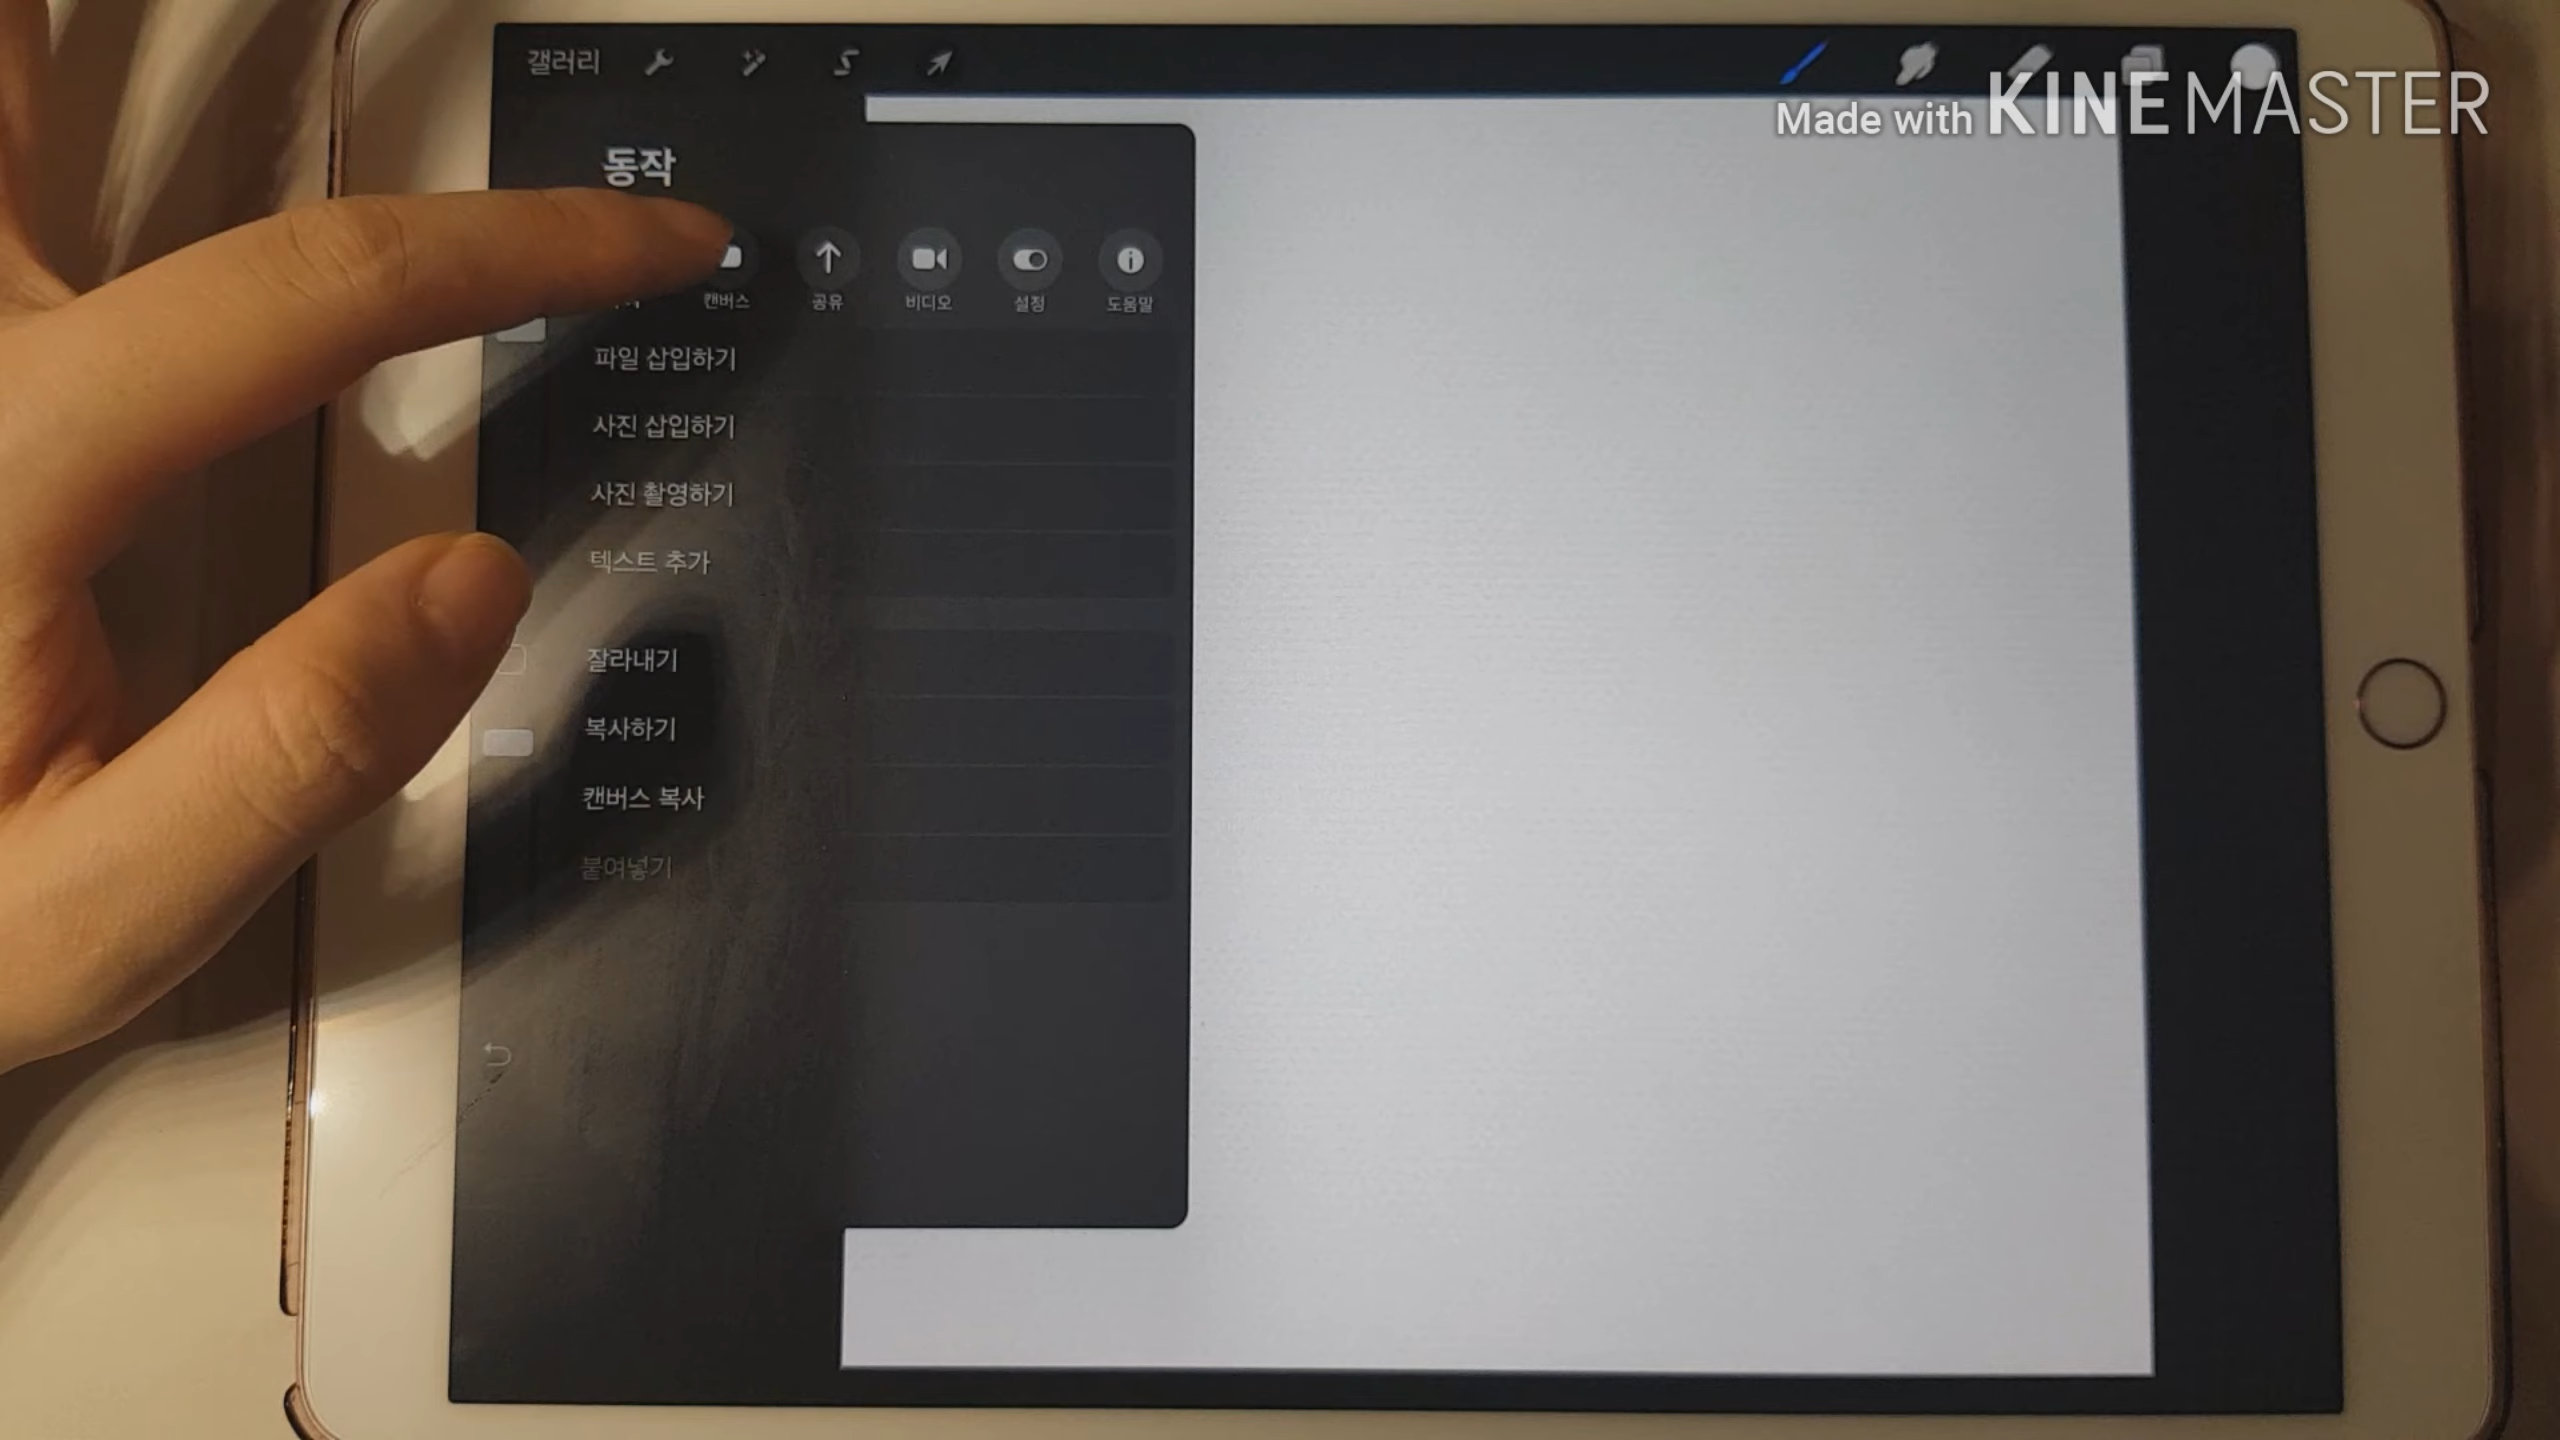 갤러리
Made with KINEMASTER
동작
캔버스
공유
비디오
설정
도움말
파일 삽입하기
사진 삽입하기
사진 촬영하기
텍스트 추가
잘라내기
복사하기
캔버스 복사
붙여넣기